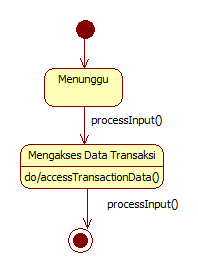 Menunggu
processInput()
Mengakses Data Transaksi
do/accessTransactionData()
processInput()